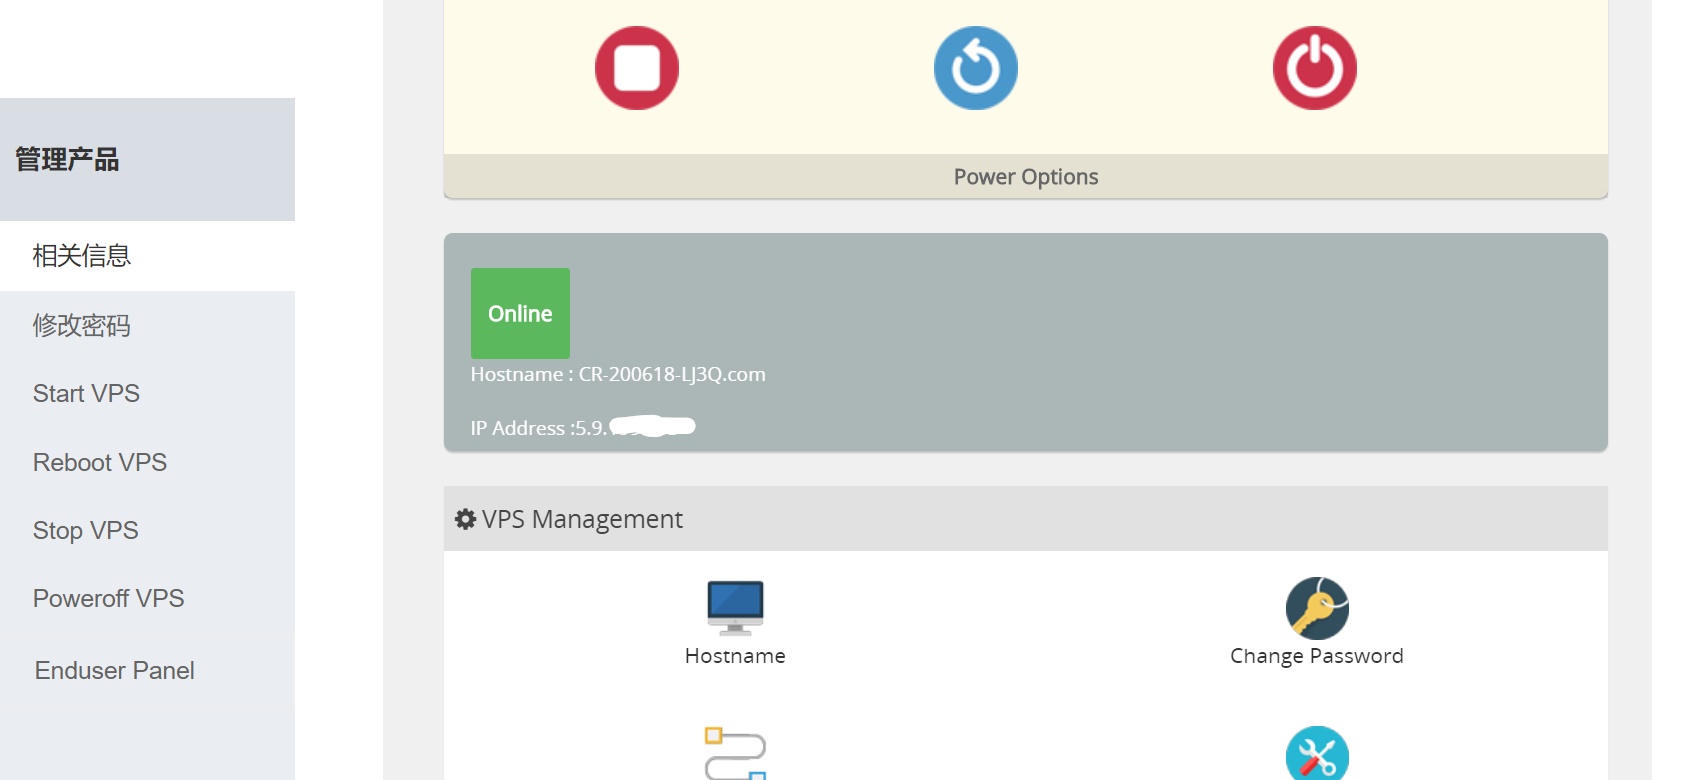 管理产品
相关信息
修改密码
Start VPS
Reboot VPS
Stop VPS
Poweroff VPS
Enduser Panel
Power Options
Online
Hostname : CR-200618-LJ3Q.com
IP Address :5.9.
VPS Management
Hostname
Change Password